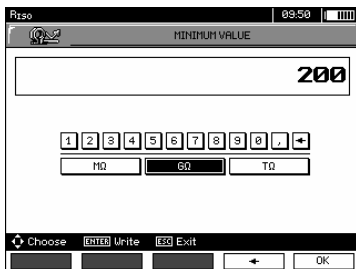 RISO 09:50
MINIMUM VALUE
200
1 2 3 4 5 6 7 8 9 0 , ←
MΩ GΩ TΩ
Choose ENTER Write ESC Exit
← OK